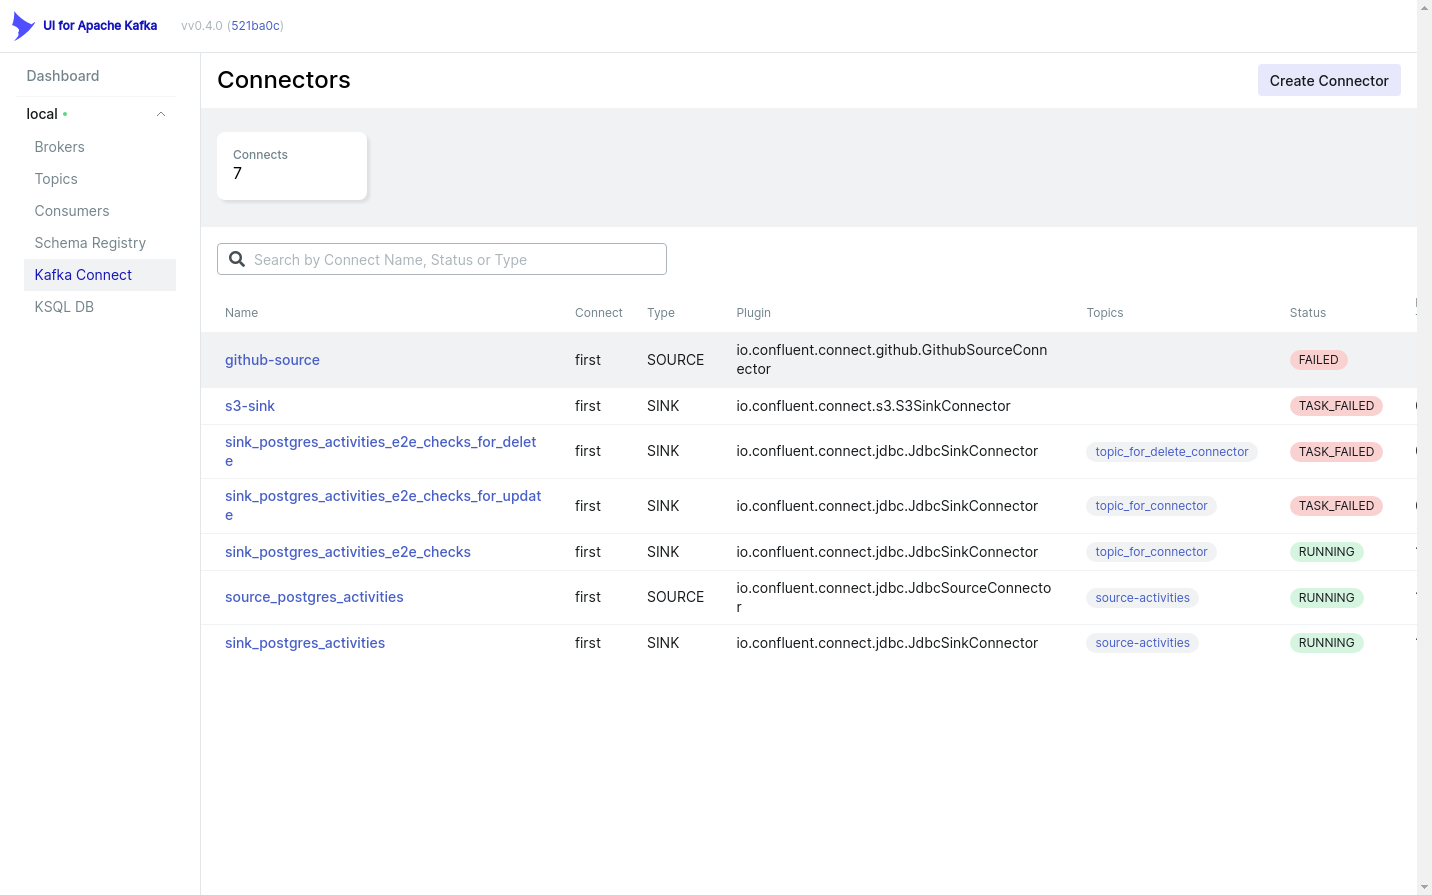 UI for Apache Kafka vv0.4.0 (521ba0c)
Dashboard
local
Brokers
Topics
Consumers
Schema Registry
Kafka Connect
KSQL DB
Connectors
Create Connector
Connects
7
Search by Connect Name, Status or Type
Name Connect Type Plugin Topics Status
github-source first SOURCE io.confluent.connect.github.GithubSourceConn
ector FAILED
s3-sink first SINK io.confluent.connect.s3.S3SinkConnector TASK_FAILED
sink_postgres_activities_e2e_checks_for_delet
e first SINK io.confluent.connect.jdbc.JdbcSinkConnector topic_for_delete_connector TASK_FAILED
sink_postgres_activities_e2e_checks_for_updat
e first SINK io.confluent.connect.jdbc.JdbcSinkConnector topic_for_connector TASK_FAILED
sink_postgres_activities_e2e_checks first SINK io.confluent.connect.jdbc.JdbcSinkConnector topic_for_connector RUNNING
source_postgres_activities first SOURCE io.confluent.connect.jdbc.JdbcSourceConnecto
r source-activities RUNNING
sink_postgres_activities first SINK io.confluent.connect.jdbc.JdbcSinkConnector source-activities RUNNING